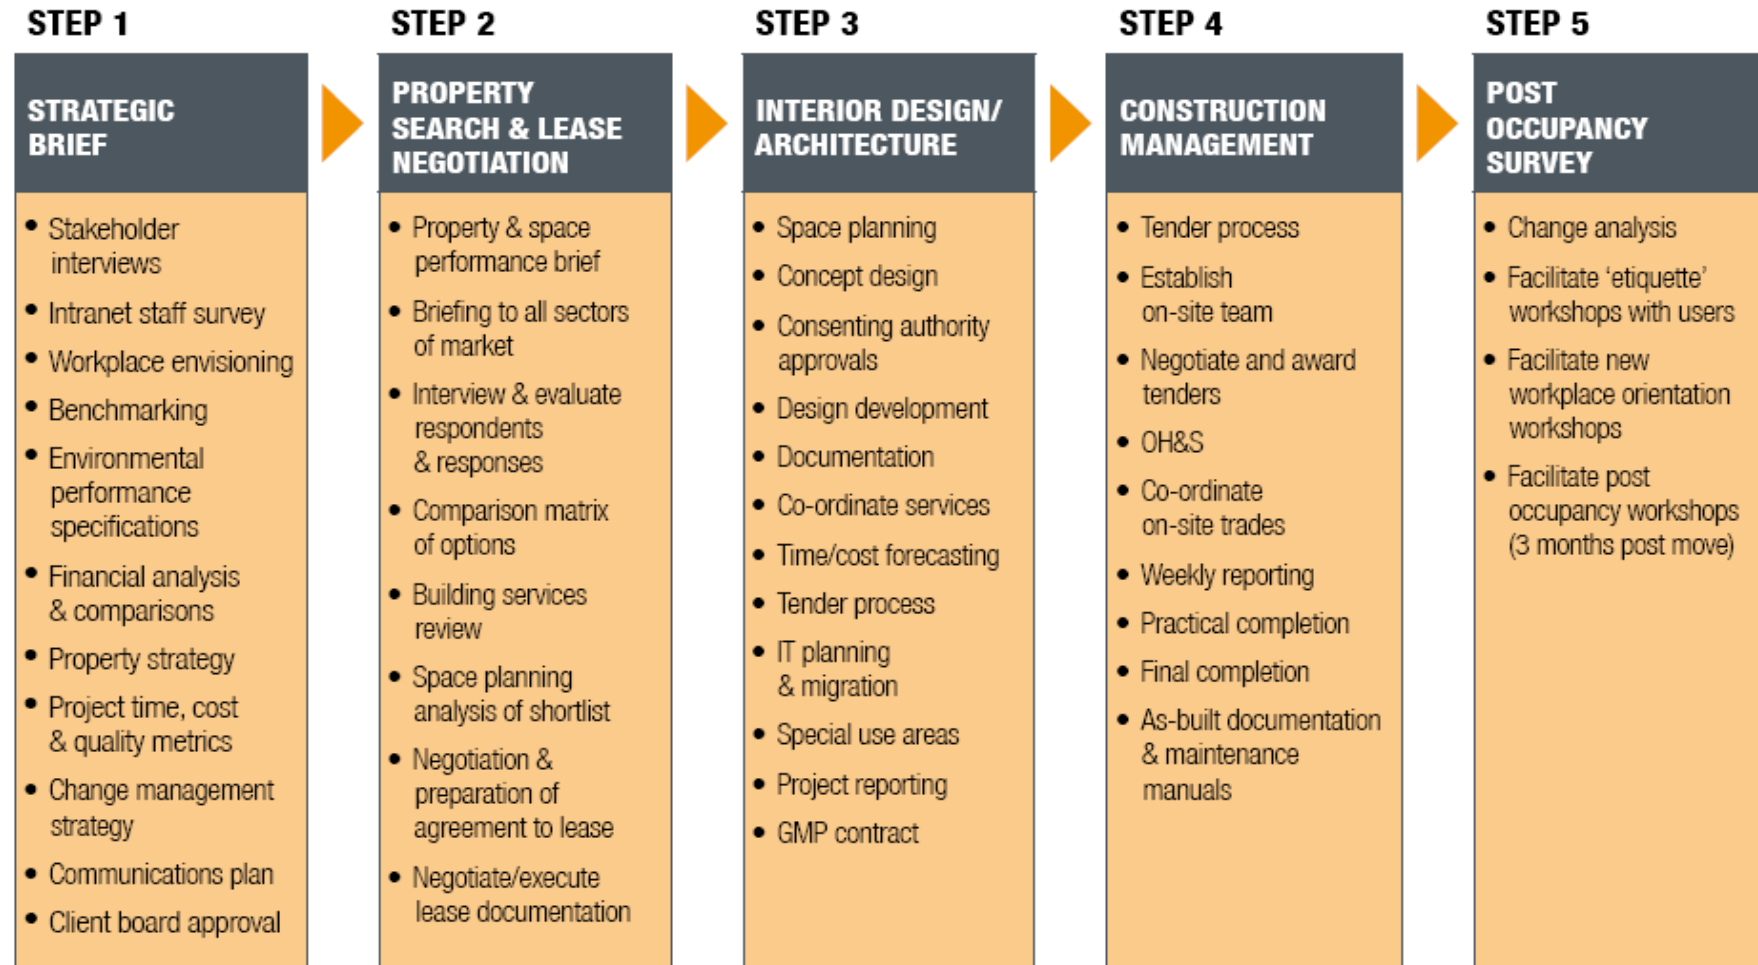 STEP 1
STRATEGIC
BRIEF
• Stakeholder
interviews
• Intranet staff survey
• Workplace envisioning
• Benchmarking
• Environmental
performance
specifications
• Financial analysis
& comparisons
• Property strategy
• Project time, cost
& quality metrics
• Change management
strategy
• Communications plan
• Client board approval
STEP 2
PROPERTY
SEARCH & LEASE
NEGOTIATION
• Property & space
performance brief
• Briefing to all sectors
of market
• Interview & evaluate
respondents
& responses
• Comparison matrix
of options
• Building services
review
• Space planning
analysis of shortlist
• Negotiation &
preparation of
agreement to lease
• Negotiate/execute
lease documentation
STEP 3
INTERIOR DESIGN/
ARCHITECTURE
• Space planning
• Concept design
• Consenting authority
approvals
• Design development
• Documentation
• Co-ordinate services
• Time/cost forecasting
• Tender process
• IT planning
& migration
• Special use areas
• Project reporting
• GMP contract
STEP 4
CONSTRUCTION
MANAGEMENT
• Tender process
• Establish
on-site team
• Negotiate and award
tenders
• OH&S
• Co-ordinate
on-site trades
• Weekly reporting
• Practical completion
• Final completion
• As-built documentation
& maintenance
manuals
STEP 5
POST
OCCUPANCY
SURVEY
• Change analysis
• Facilitate ‘etiquette’
workshops with users
• Facilitate new
workplace orientation
workshops
• Facilitate post
occupancy workshops
(3 months post move)